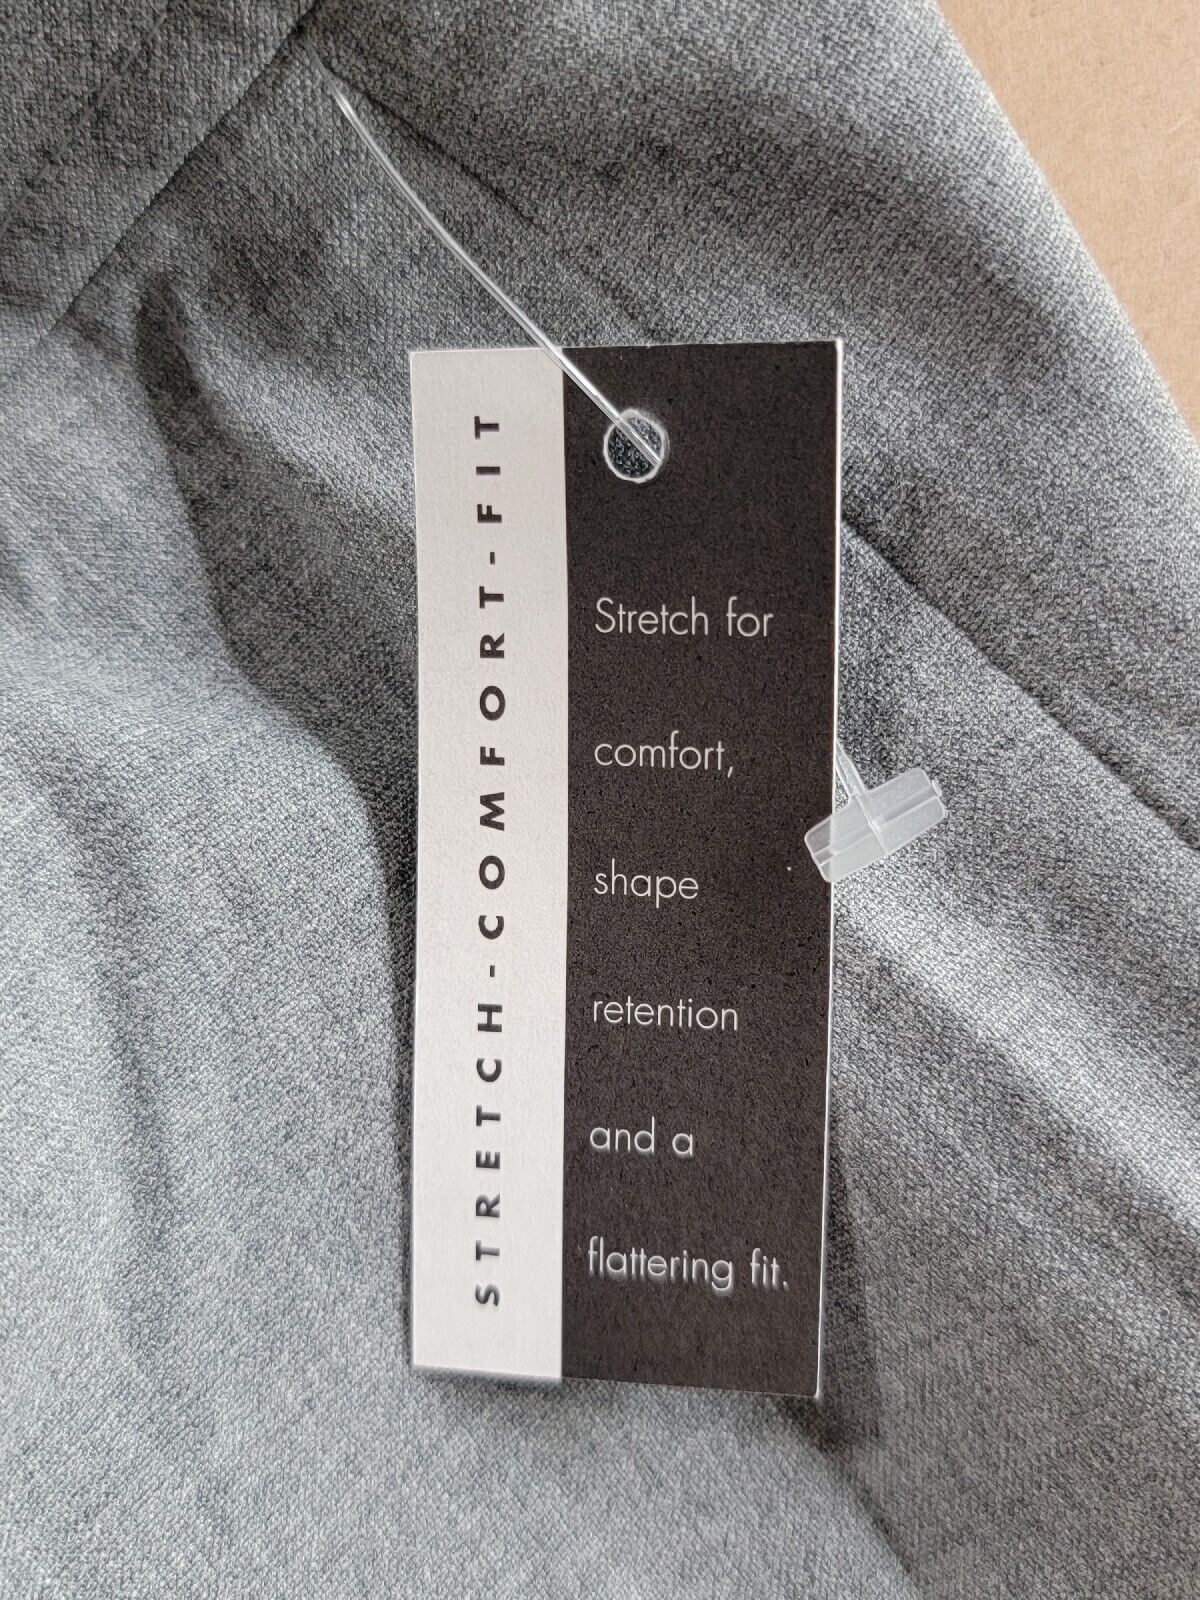 STRETCH-COMFORT-FIT
Stretch for
comfort,
shape
retention
and a
flattering fit.